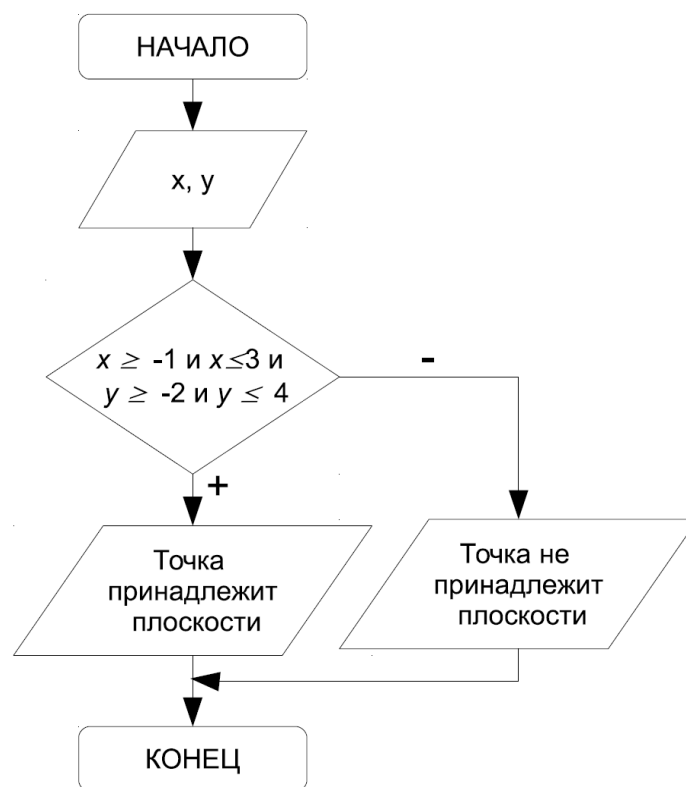 НАЧАЛО
x, y
x ≥ -1 и x≤3 и
y ≥ -2 и y ≤ 4
-
+
Точка
принадлежит
плоскости
Точка не
принадлежит
плоскости
КОНЕЦ